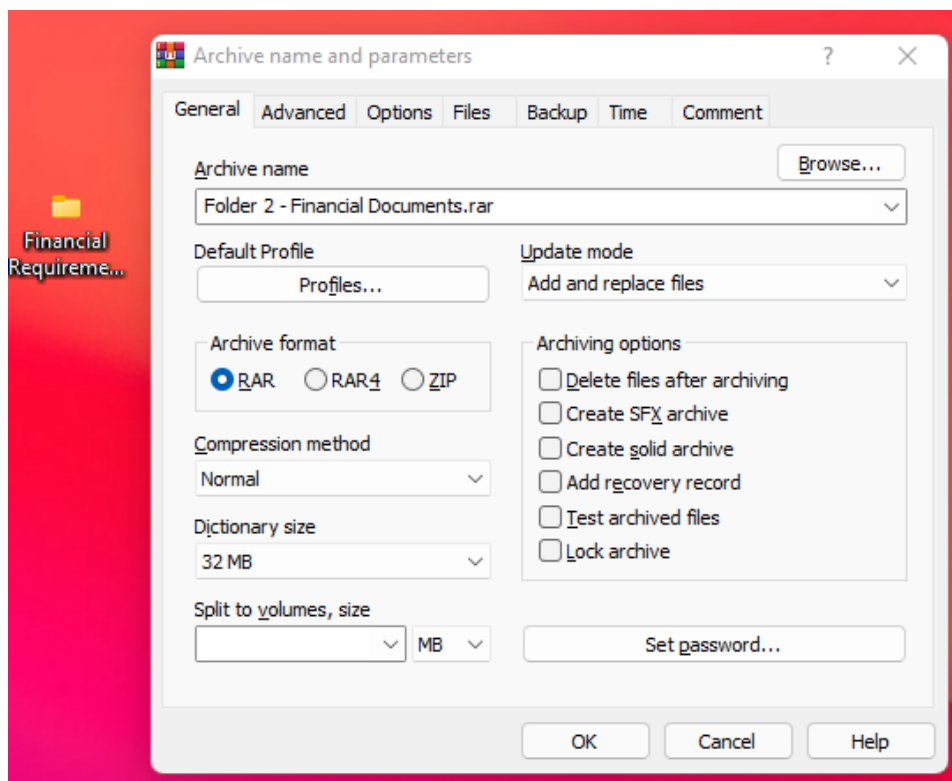 Archive name and parameters
?
General Advanced Options Files Backup Time Comment
Archive name
Browse...
Folder 2 - Financial Documents.rar
Financial
Requireme...
Default Profile
Profiles...
Update mode
Add and replace files
Archive format
RAR RAR4 ZIP
Archiving options
Delete files after archiving
Create SFX archive
Create solid archive
Add recovery record
Test archived files
Lock archive
Compression method
Normal
Dictionary size
32 MB
Split to volumes, size
MB
Set password...
OK Cancel Help